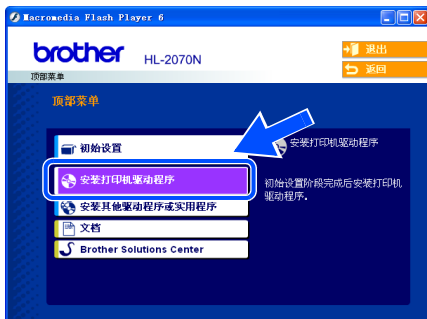 Macromedia Flash Player 6
brother
HL-2070N
退出
返回
顶部菜单
顶部菜单
初始设置
安装打印机驱动程序
安装其他驱动程序或实用程序
文档
Brother Solutions Center
安装打印机驱动程序
初始设置阶段完成后安装打印机
驱动程序。